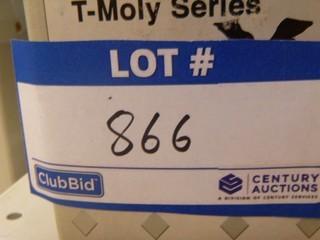 T-Moly Series
LOT #
866
ClubBid
CENTURY
AUCTIONS
A DIVISION OF CENTURY SERVICES